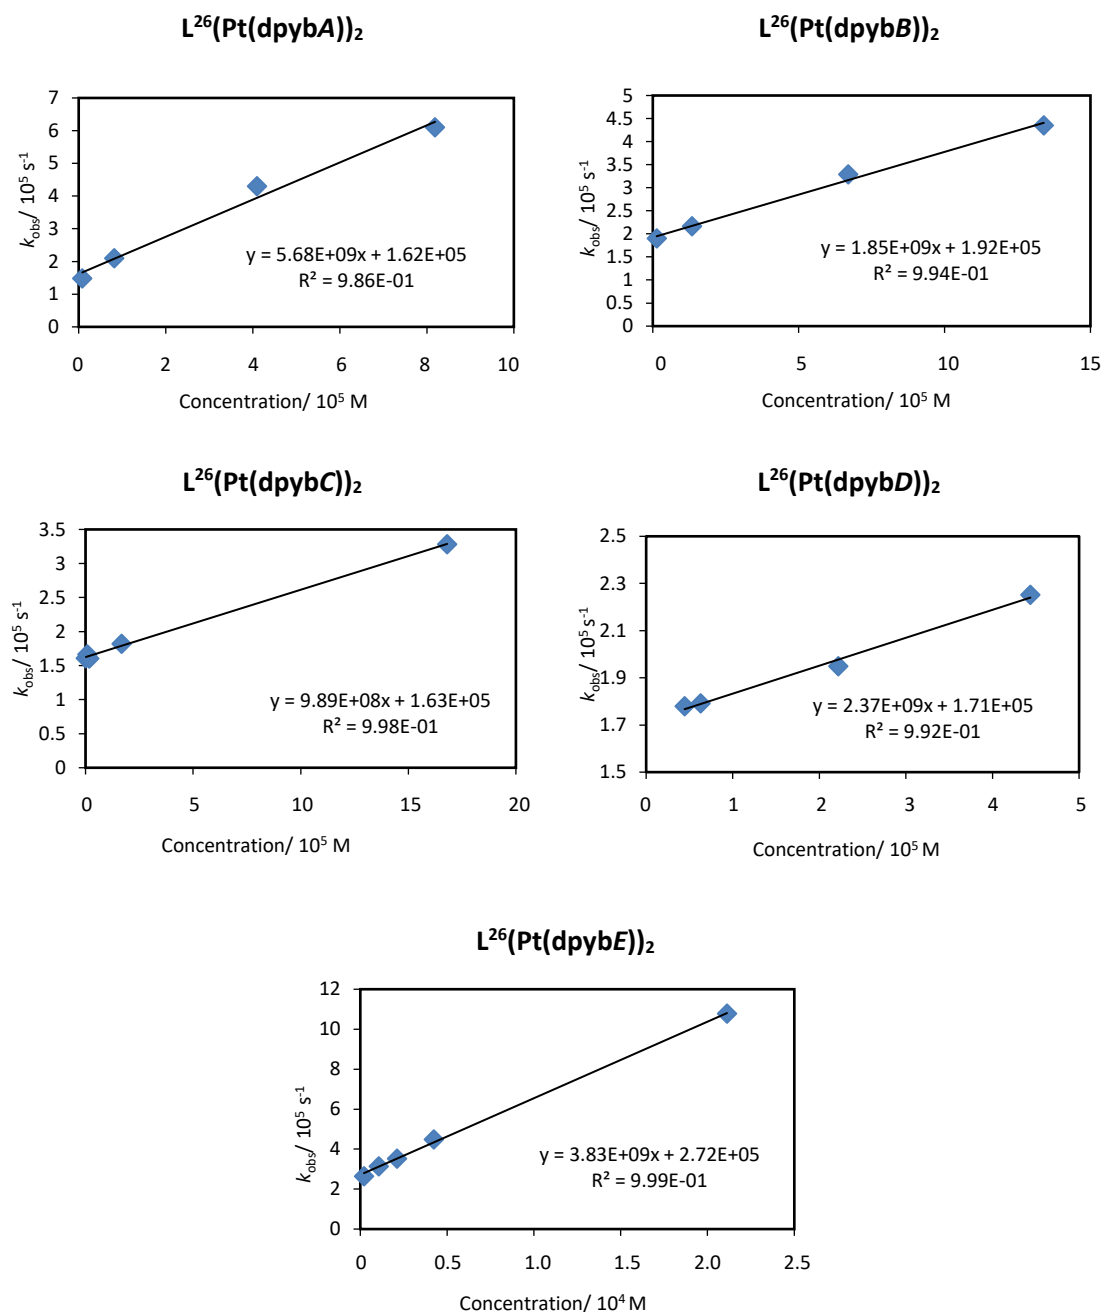 L²⁶(Pt(dpybA))₂
7
6
5
4
3
2
1
0
k_obs/ 10⁵ s⁻¹
y = 5.68E+09x + 1.62E+05
R² = 9.86E-01
0 2 4 6 8 10
Concentration/ 10⁵ M
L²⁶(Pt(dpybB))₂
5
4.5
4
3.5
3
2.5
2
1.5
1
0.5
0
k_obs/ 10⁵ s⁻¹
y = 1.85E+09x + 1.92E+05
R² = 9.94E-01
0 5 10 15
Concentration/ 10⁵ M
L²⁶(Pt(dpybC))₂
3.5
3
2.5
2
1.5
1
0.5
0
k_obs/ 10⁵ s⁻¹
y = 9.89E+08x + 1.63E+05
R² = 9.98E-01
0 5 10 15 20
Concentration/ 10⁵ M
L²⁶(Pt(dpybD))₂
2.5
2.3
2.1
1.9
1.7
1.5
k_obs/ 10⁵ s⁻¹
y = 2.37E+09x + 1.71E+05
R² = 9.92E-01
0 1 2 3 4 5
Concentration/ 10⁵ M
L²⁶(Pt(dpybE))₂
12
10
8
6
4
2
0
k_obs/ 10⁵ s⁻¹
y = 3.83E+09x + 2.72E+05
R² = 9.99E-01
0 0.5 1.0 1.5 2.0 2.5
Concentration/ 10⁴ M